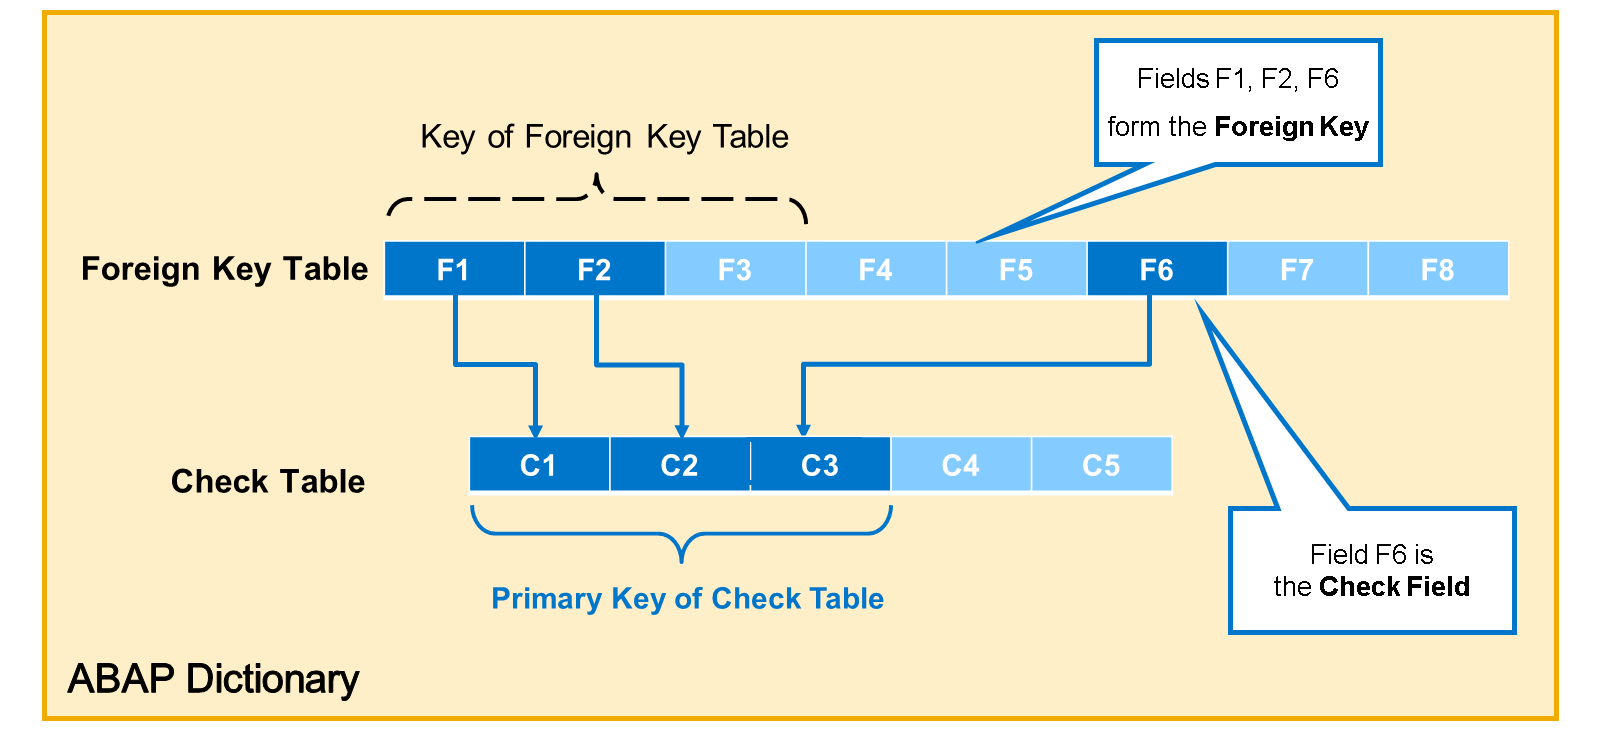 Fields F1, F2, F6
form the Foreign Key
Key of Foreign Key Table
Foreign Key Table
F1
F2
F3
F4
F5
F6
F7
F8
Check Table
C1
C2
C3
C4
C5
Primary Key of Check Table
Field F6 is
the Check Field
ABAP Dictionary